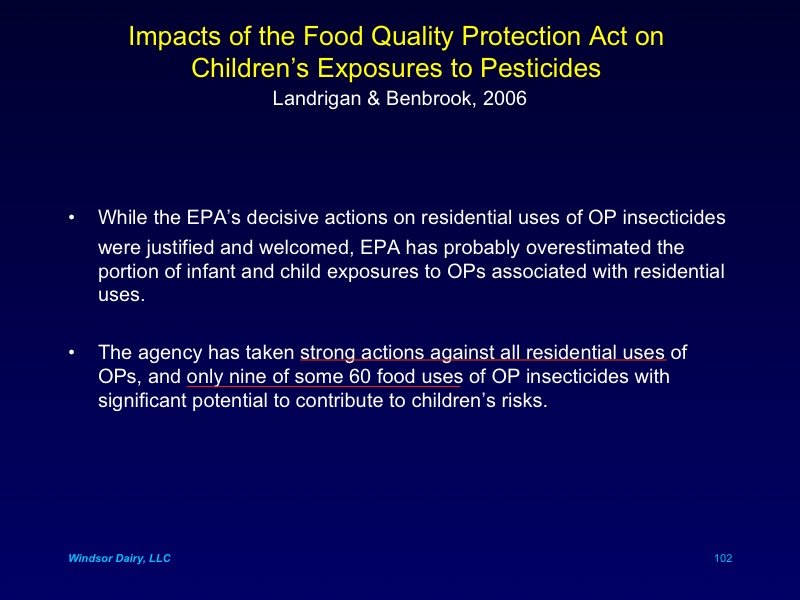 Impacts of the Food Quality Protection Act on
Children’s Exposures to Pesticides
Landrigan & Benbrook, 2006
• While the EPA’s decisive actions on residential uses of OP insecticides
were justified and welcomed, EPA has probably overestimated the
portion of infant and child exposures to OPs associated with residential
uses.
• The agency has taken strong actions against all residential uses of
OPs, and only nine of some 60 food uses of OP insecticides with
significant potential to contribute to children’s risks.
Windsor Dairy, LLC
102